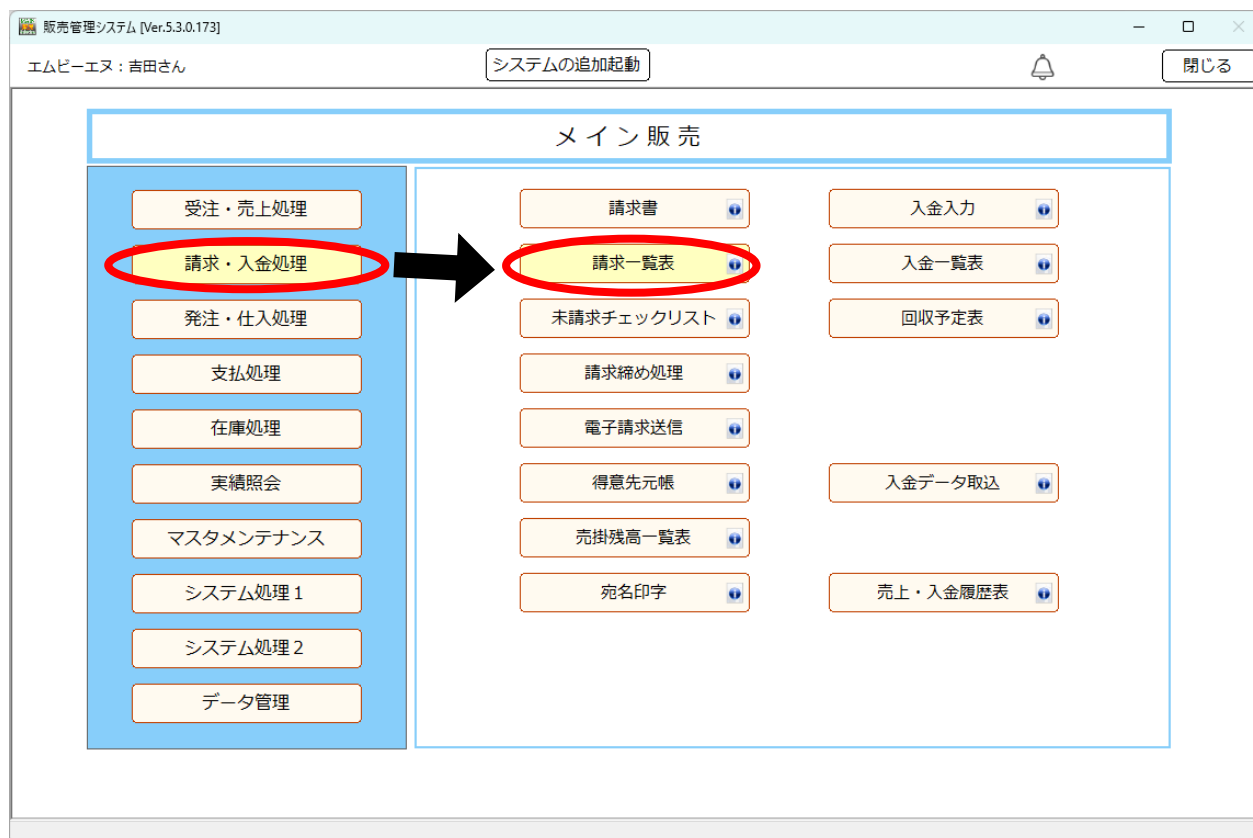 販売管理システム [Ver.5.3.0.173]
エムビーエヌ：吉田さん
システムの追加起動
閉じる
メイン販売
受注・売上処理
請求・入金処理
発注・仕入処理
支払処理
在庫処理
実績照会
マスタメンテナンス
システム処理１
システム処理２
データ管理
請求書
請求一覧表
未請求チェックリスト
請求締め処理
電子請求送信
得意先元帳
売掛残高一覧表
宛名印字
入金入力
入金一覧表
回収予定表
入金データ取込
売上・入金履歴表